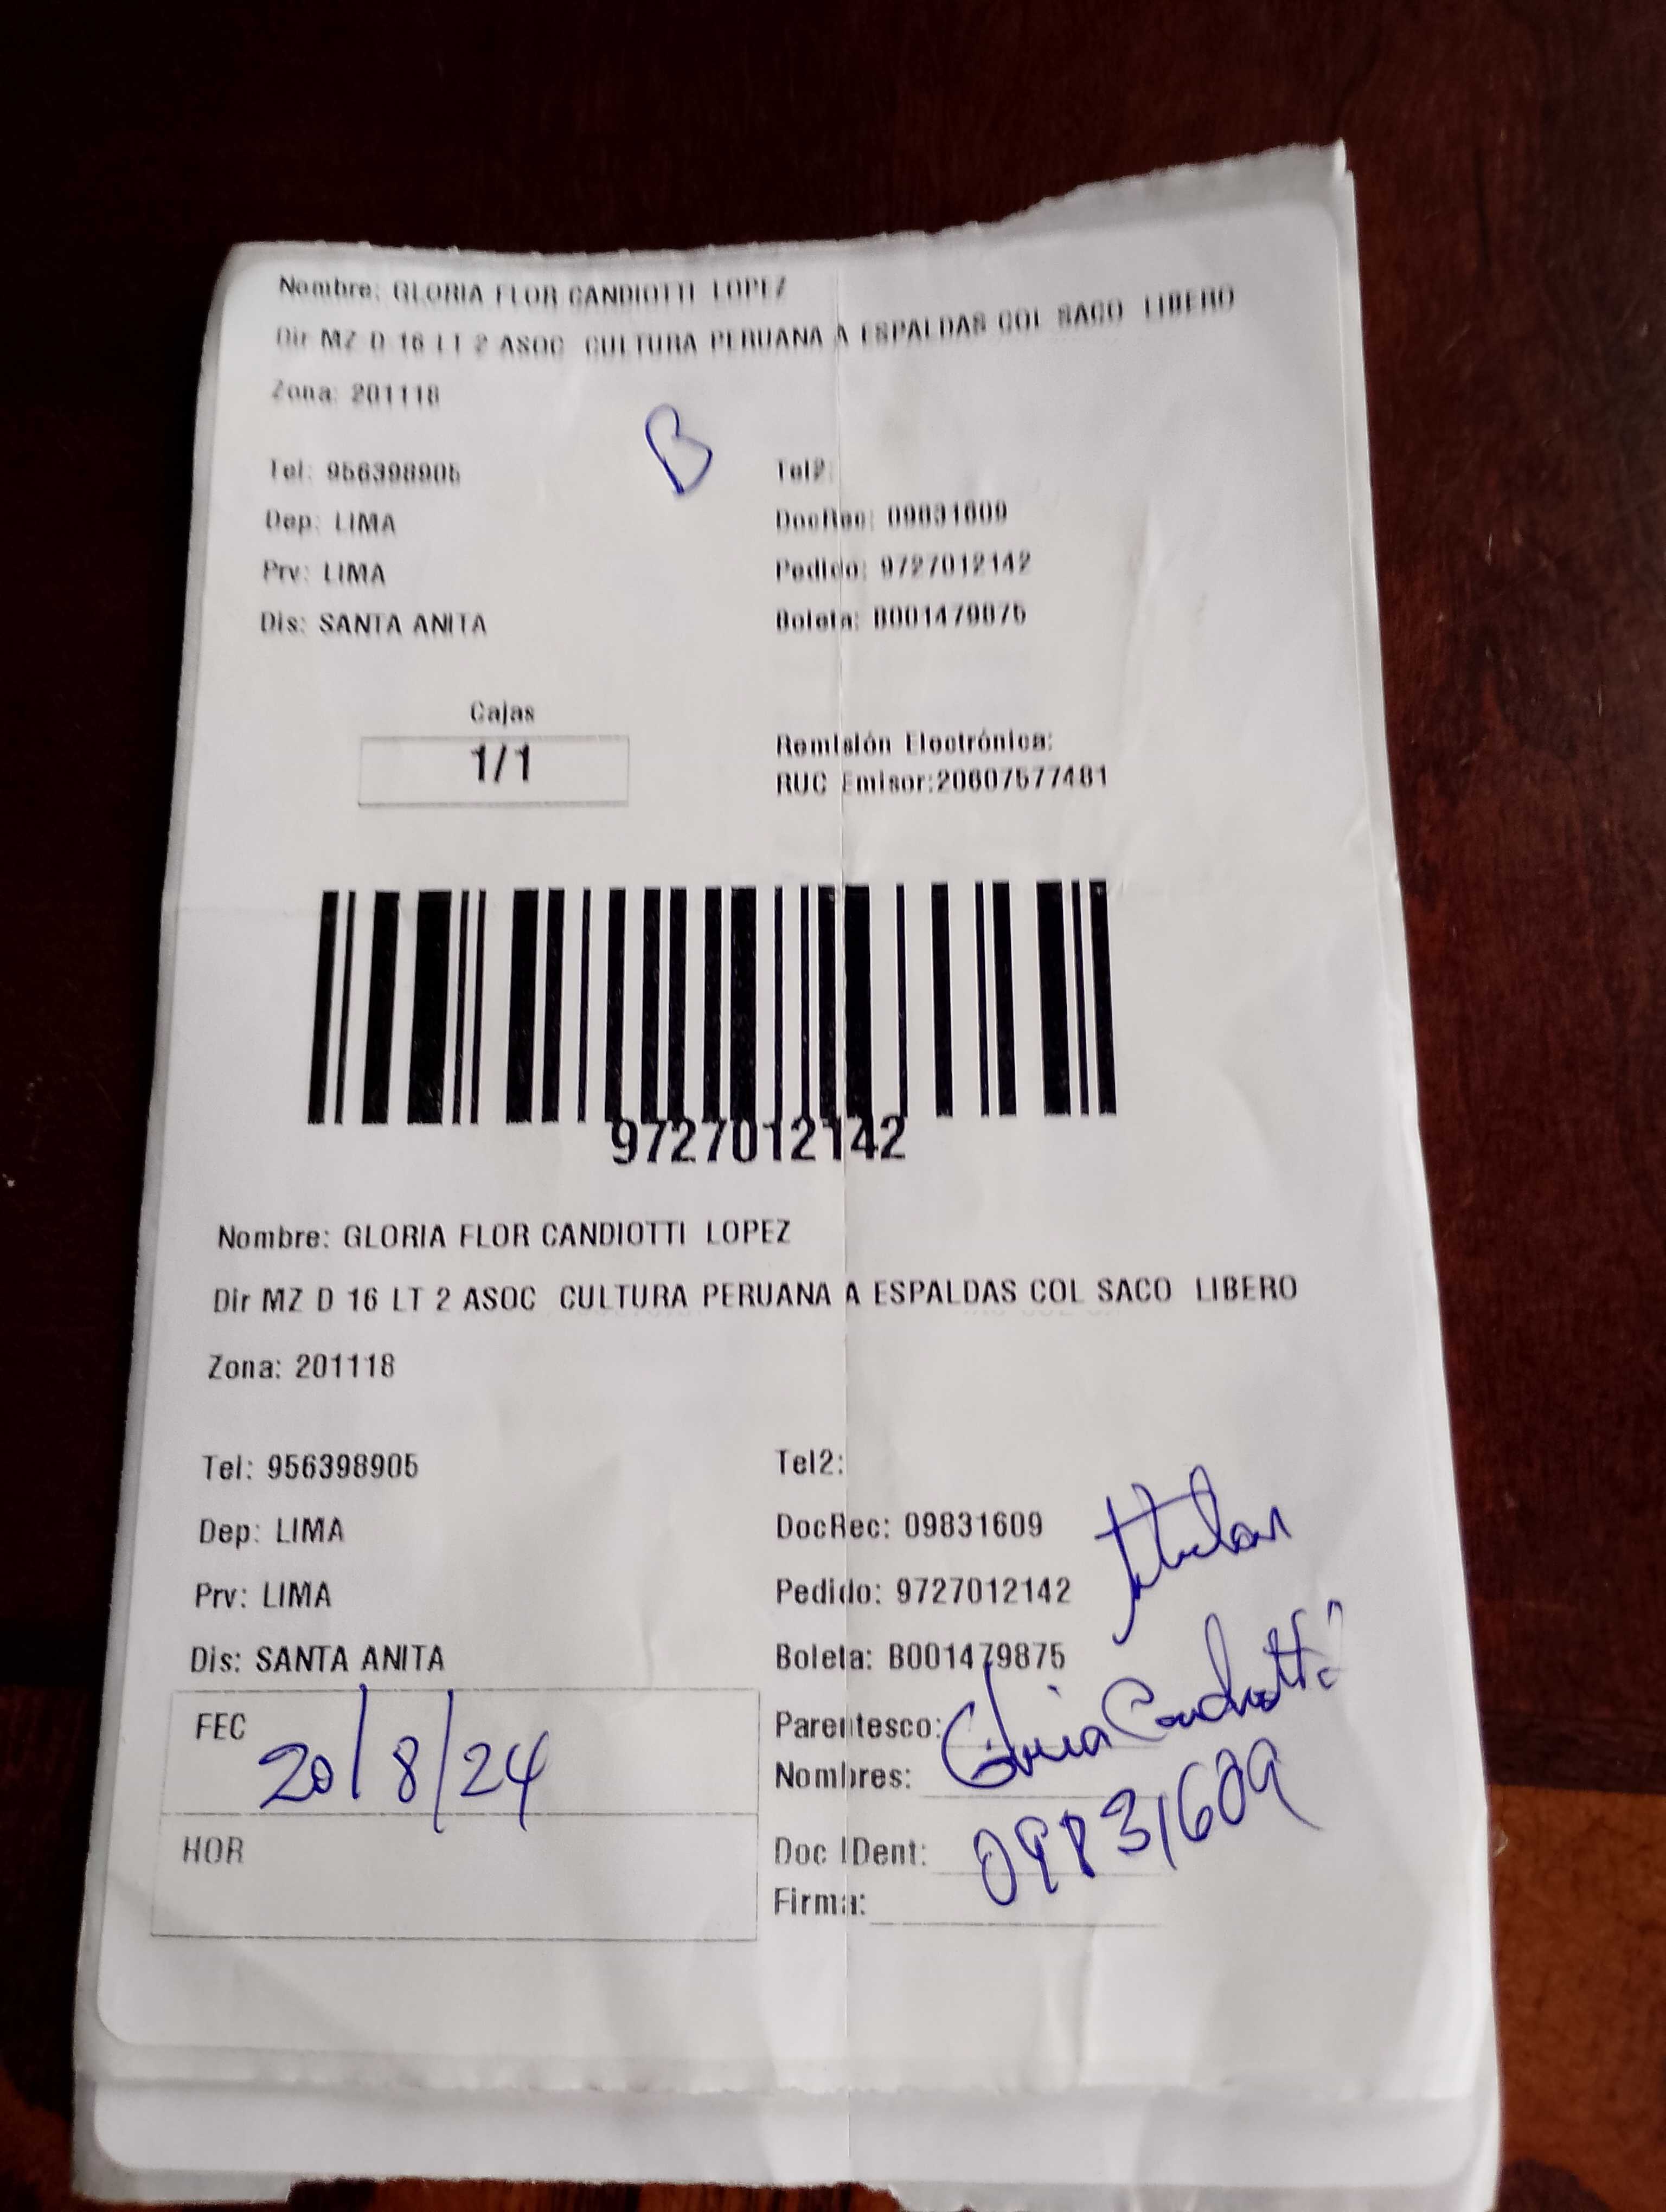 Nombre: GLORIA FLOR CANDIOTTI LOPEZ
Dir MZ D 16 LT 2 ASOC CULTURA PERUANA A ESPALDAS COL SACO LIBERO
Zona: 201118
B
Tel: 956398905 Tel2:
Dep: LIMA DocRec: 09831609
Prv: LIMA Pedido: 9727012142
Dis: SANTA ANITA Boleta: B001479875
Cajas
1/1
Remisión Electrónica:
RUC Emisor:20607577481
9727012142
Nombre: GLORIA FLOR CANDIOTTI LOPEZ
Dir MZ D 16 LT 2 ASOC CULTURA PERUANA A ESPALDAS COL SACO LIBERO
Zona: 201118
Tel: 956398905 Tel2:
Dep: LIMA DocRec: 09831609
Prv: LIMA Pedido: 9727012142
Dis: SANTA ANITA Boleta: B001479875
FEC 20/8/24
HOR
Parentesco: titular
Nombres: Gloria Candiotti
Doc IDent: 09831609
Firma: